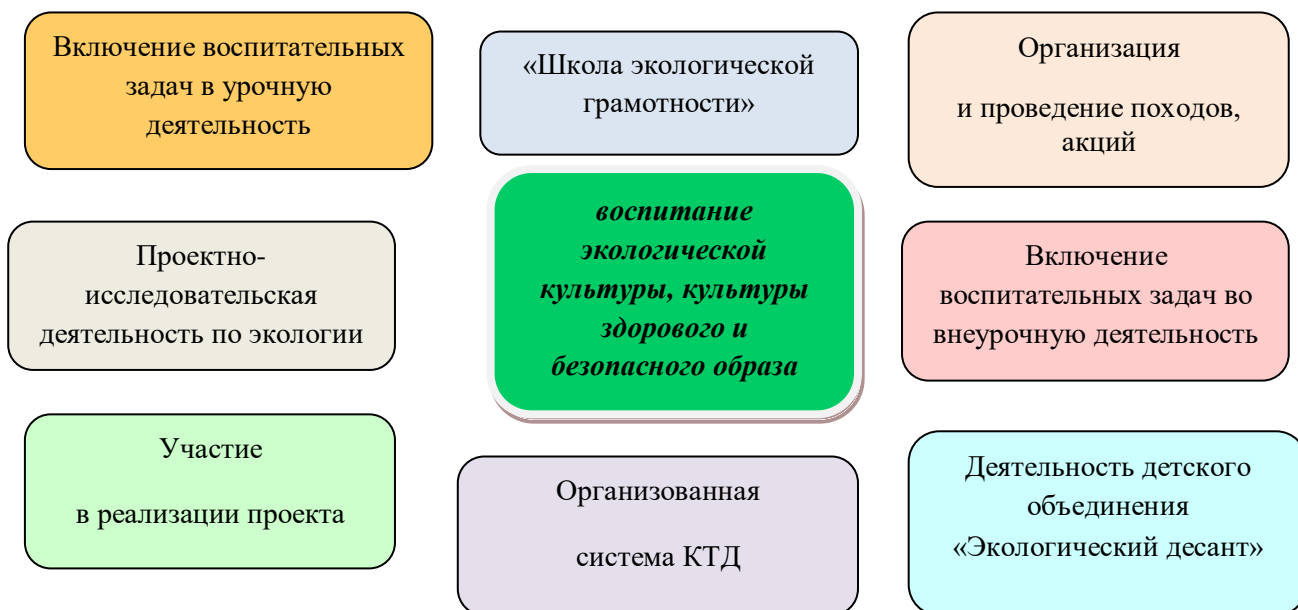 Включение воспитательных
задач в урочную
деятельность
«Школа экологической
грамотности»
Организация
и проведение походов,
акций
Проектно-
исследовательская
деятельность по экологии
воспитание
экологической
культуры, культуры
здорового и
безопасного образа
Включение
воспитательных задач во
внеурочную деятельность
Участие
в реализации проекта
Организованная
система КТД
Деятельность детского
объединения
«Экологический десант»